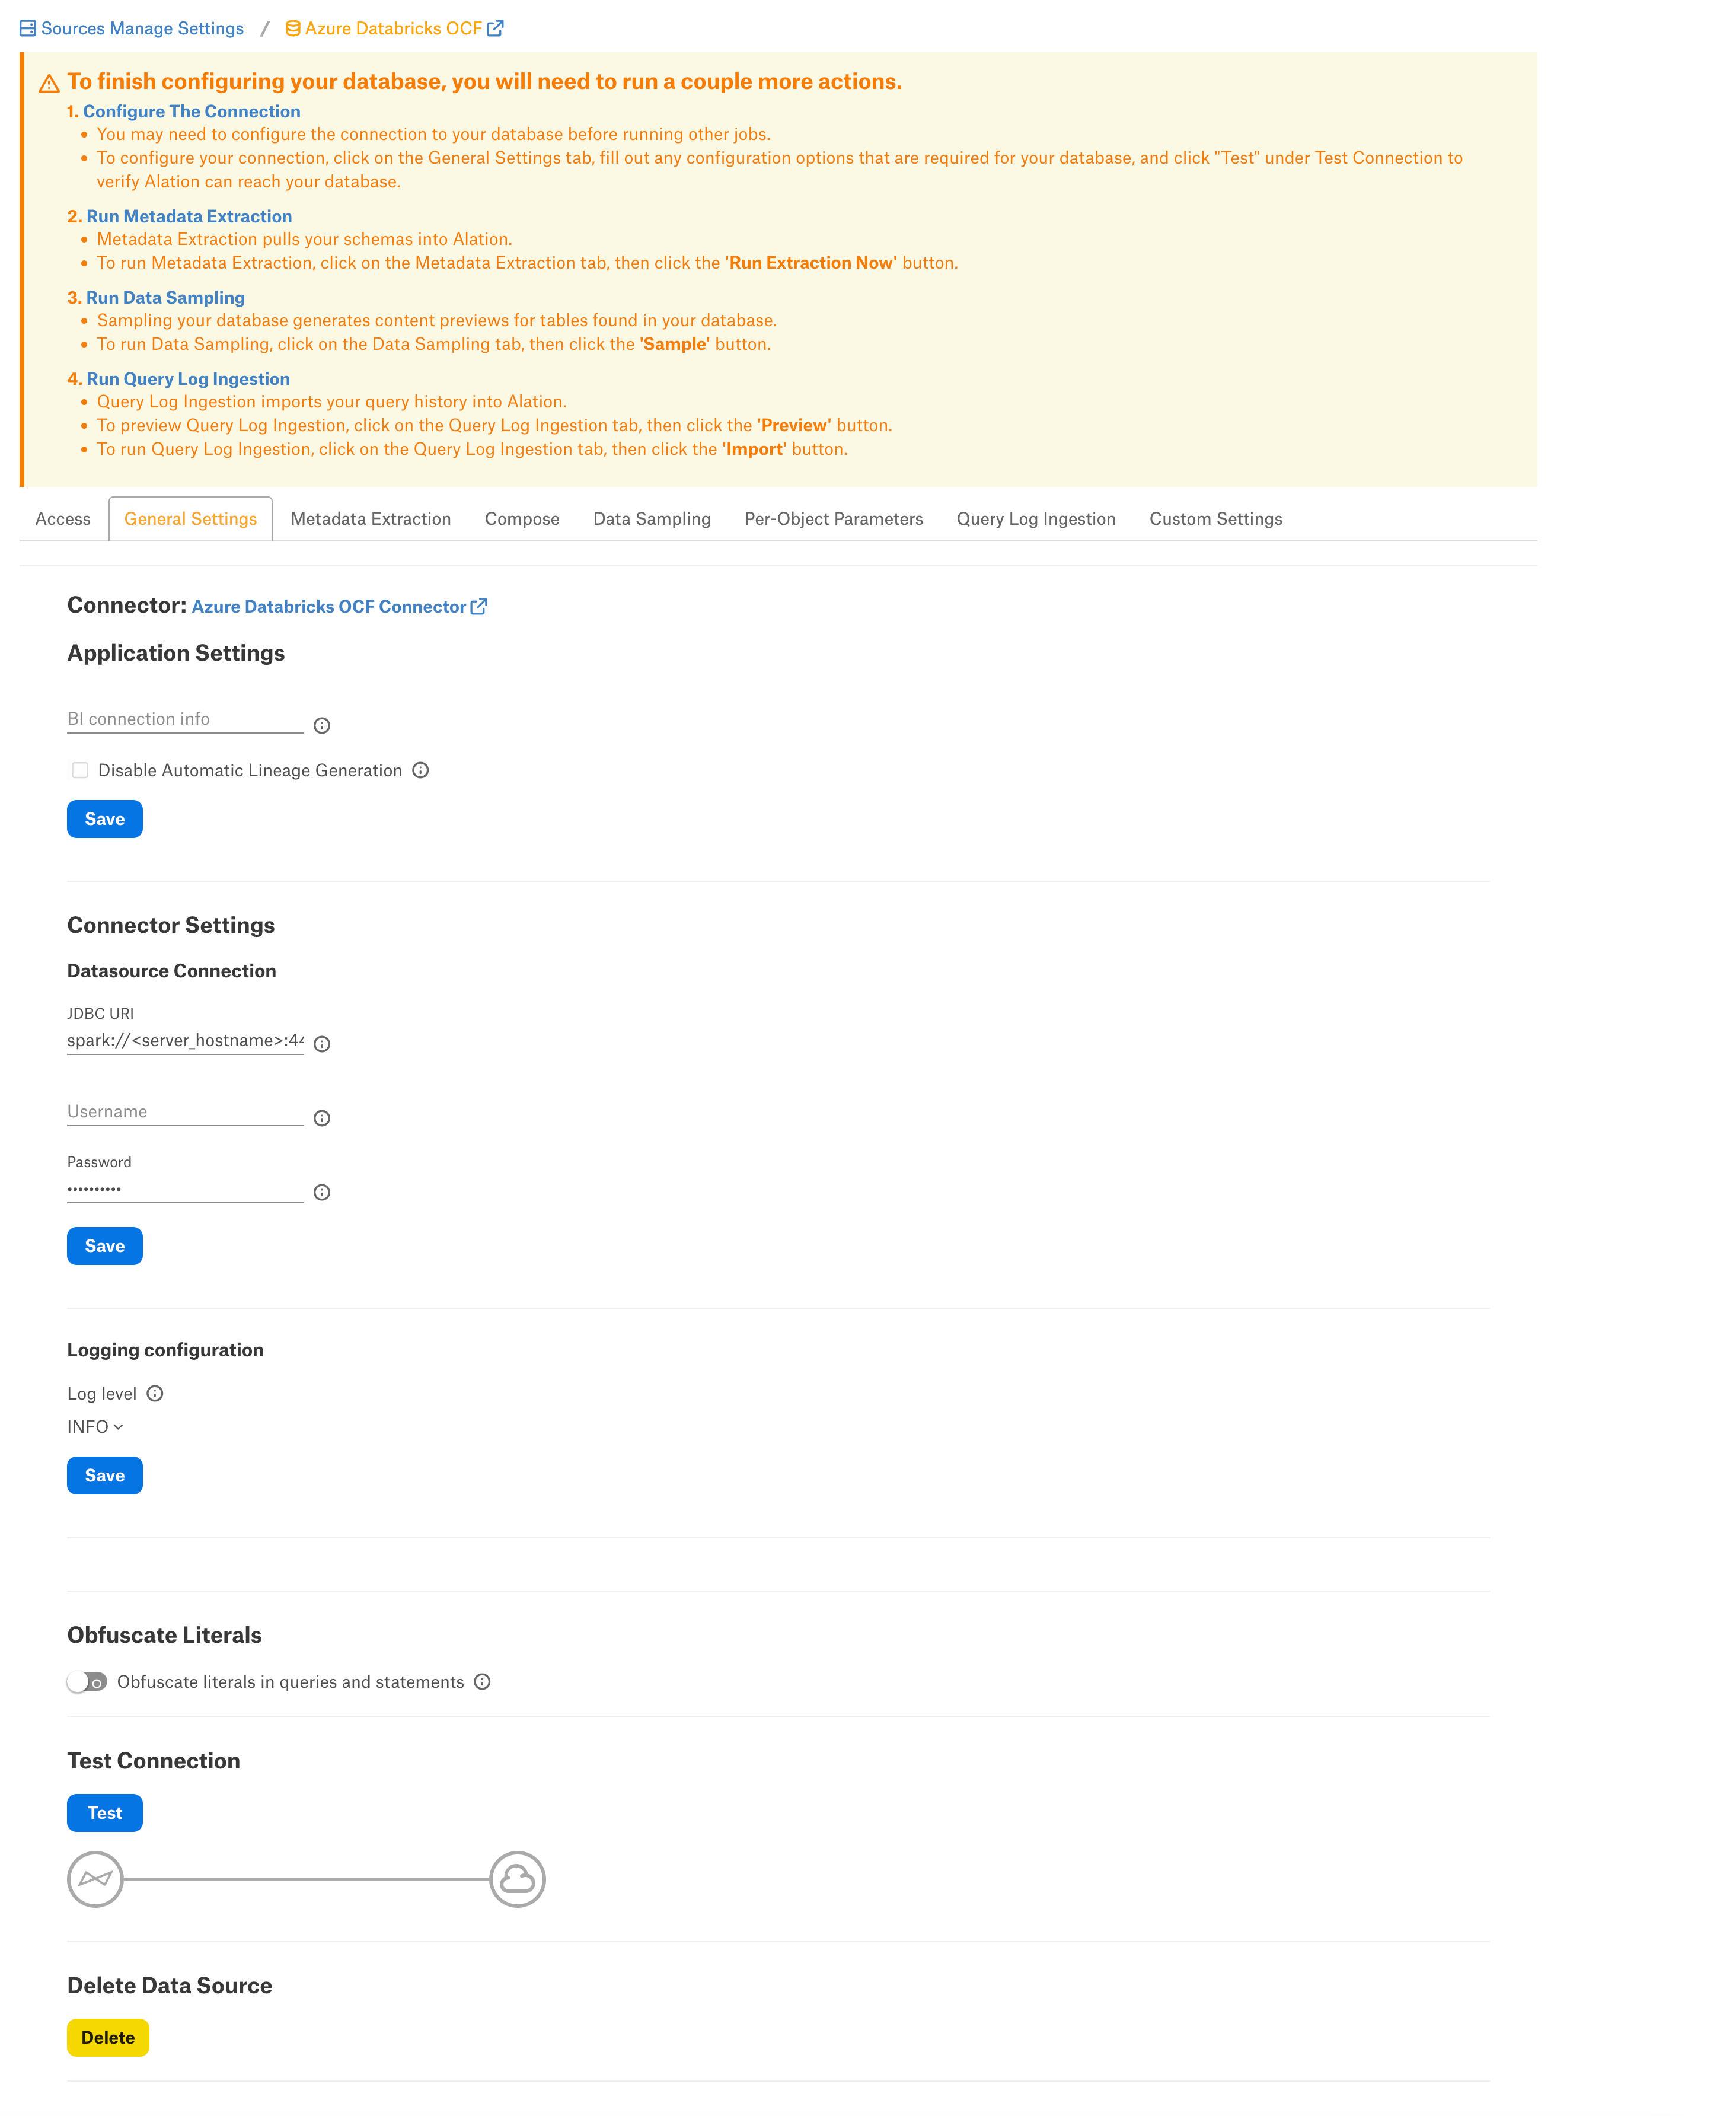 Sources Manage Settings / Azure Databricks OCF
To finish configuring your database, you will need to run a couple more actions.
1. Configure The Connection
• You may need to configure the connection to your database before running other jobs.
• To configure your connection, click on the General Settings tab, fill out any configuration options that are required for your database, and click "Test" under Test Connection to
verify Alation can reach your database.
2. Run Metadata Extraction
• Metadata Extraction pulls your schemas into Alation.
• To run Metadata Extraction, click on the Metadata Extraction tab, then click the 'Run Extraction Now' button.
3. Run Data Sampling
• Sampling your database generates content previews for tables found in your database.
• To run Data Sampling, click on the Data Sampling tab, then click the 'Sample' button.
4. Run Query Log Ingestion
• Query Log Ingestion imports your query history into Alation.
• To preview Query Log Ingestion, click on the Query Log Ingestion tab, then click the 'Preview' button.
• To run Query Log Ingestion, click on the Query Log Ingestion tab, then click the 'Import' button.
Access General Settings Metadata Extraction Compose Data Sampling Per-Object Parameters Query Log Ingestion Custom Settings
Connector: Azure Databricks OCF Connector
Application Settings
BI connection info
Disable Automatic Lineage Generation
Save
Connector Settings
Datasource Connection
JDBC URI
spark://<server_hostname>:44
Username
Password
••••••••••
Save
Logging configuration
Log level
INFO
Save
Obfuscate Literals
Obfuscate literals in queries and statements
Test Connection
Test
Delete Data Source
Delete